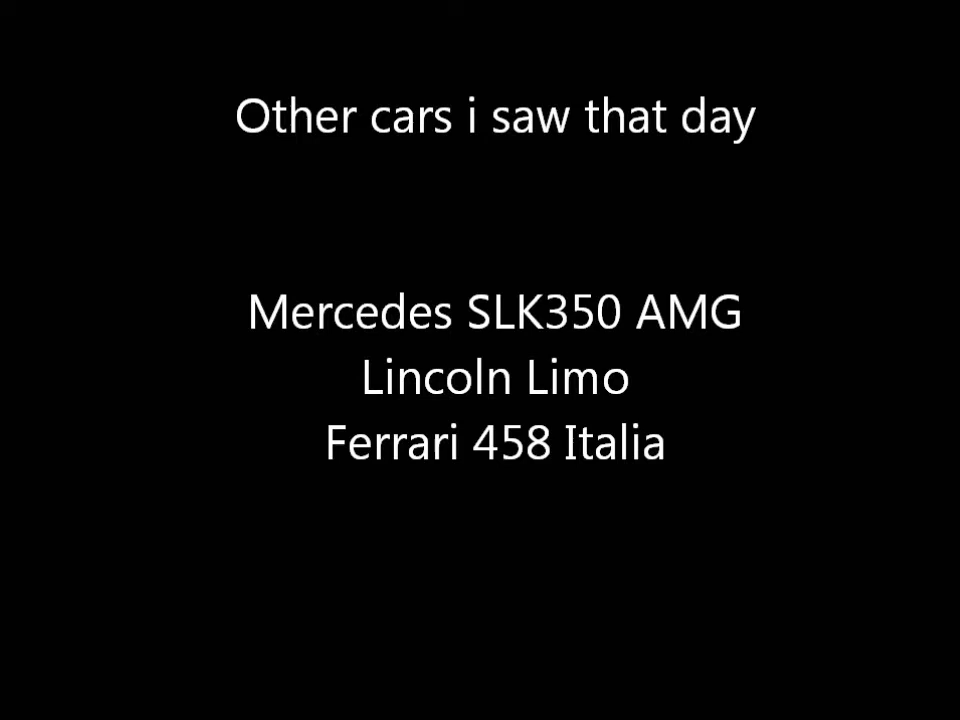 Other cars i saw that day
Mercedes SLK350 AMG
Lincoln Limo
Ferrari 458 Italia